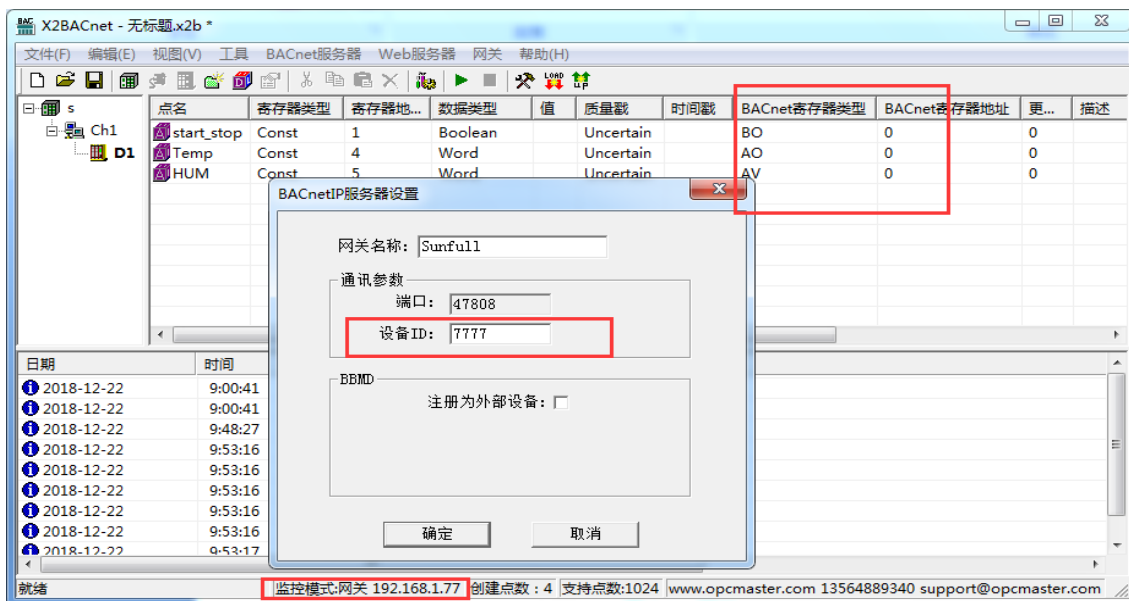 X2BACnet - 无标题.x2b *
文件(F) 编辑(E) 视图(V) 工具 BACnet服务器 Web服务器 网关 帮助(H)
s
Ch1
D1
点名 寄存器类型 寄存器地... 数据类型 值 质量戳 时间戳 BACnet寄存器类型 BACnet寄存器地址 更... 描述
start_stop Const 1 Boolean Uncertain BO 0 0
Temp Const 4 Word Uncertain AO 0 0
HUM Const 5 Word Uncertain AV 0 0
BACnetIP服务器设置
网关名称: Sunfull
通讯参数
端口: 47808
设备ID: 7777
BBMD
注册为外部设备:
确定 取消
日期 时间
2018-12-22 9:00:41
2018-12-22 9:00:41
2018-12-22 9:48:27
2018-12-22 9:53:16
2018-12-22 9:53:16
2018-12-22 9:53:16
2018-12-22 9:53:16
2018-12-22 9:53:16
2018-12-22 9:53:17
就绪 监控模式:网关 192.168.1.77 创建点数 : 4 支持点数:1024 www.opcmaster.com 13564889340 support@opcmaster.com